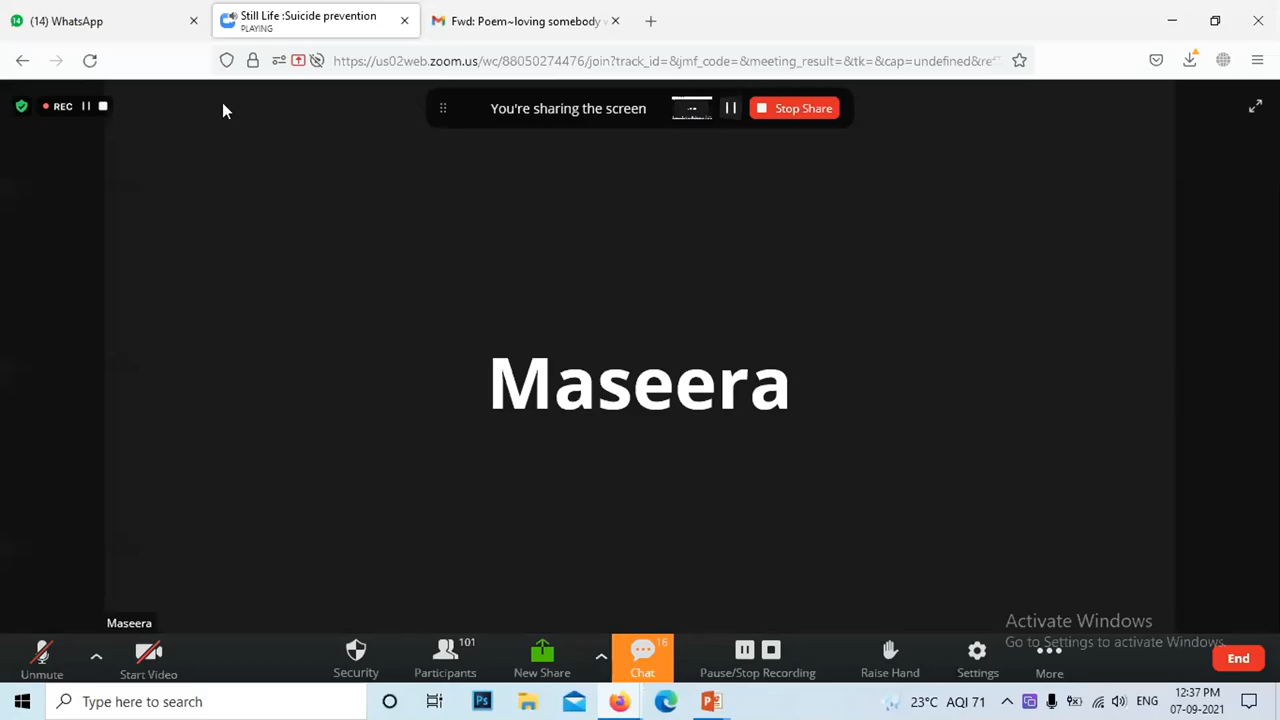 (14) WhatsApp
Still Life :Suicide prevention
PLAYING
Fwd: Poem~loving somebody
https://us02web.zoom.us/wc/88050274476/join?track_id=&jmf_code=&meeting_result=&tk=&cap=undefined&re
REC
You're sharing the screen
Stop Share
Maseera
Maseera
Activate Windows
Go to Settings to activate Windows.
101
16
Unmute
Start Video
Security
Participants
New Share
Chat
Pause/Stop Recording
Raise Hand
Settings
More
End
Type here to search
23°C AQI 71
ENG
12:37 PM
07-09-2021